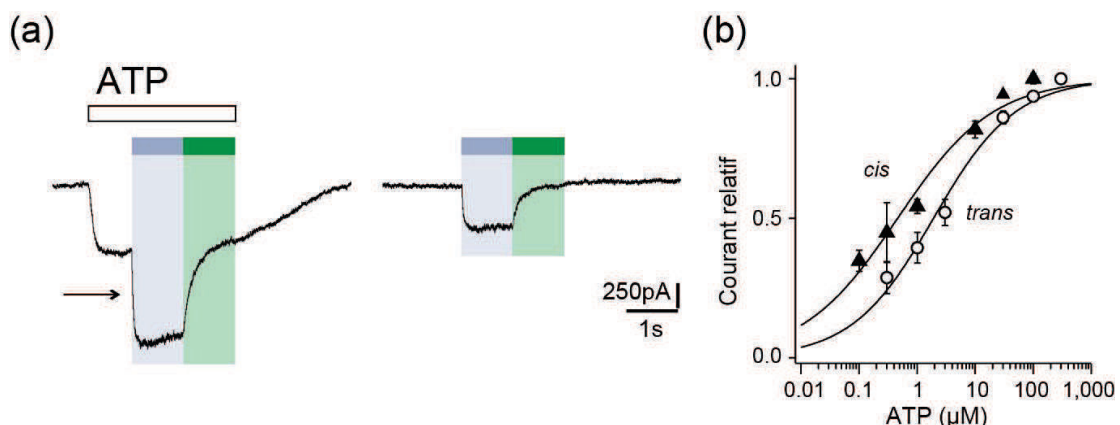 (a)
ATP
250pA
1s
(b)
Courant relatif
1.0
0.5
0.0
cis
trans
0.01 0.1 1 10 100 1,000
ATP (µM)